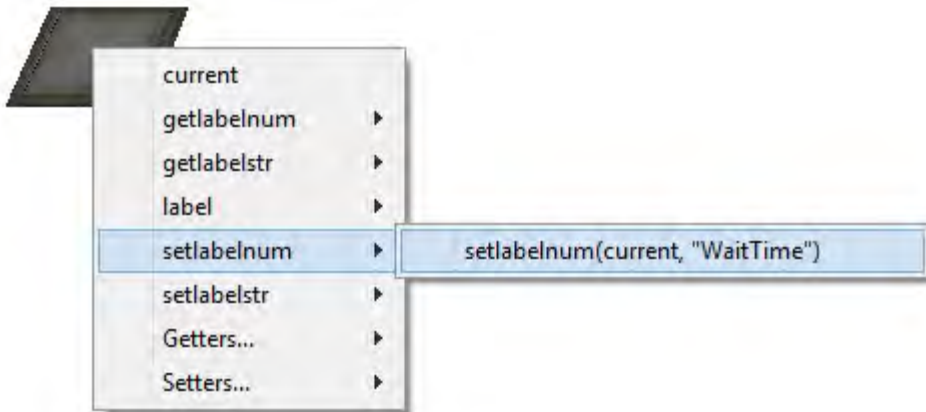 current
getlabelnum
getlabelstr
label
setlabelnum
setlabelnum(current, "WaitTime")
setlabelstr
Getters...
Setters...